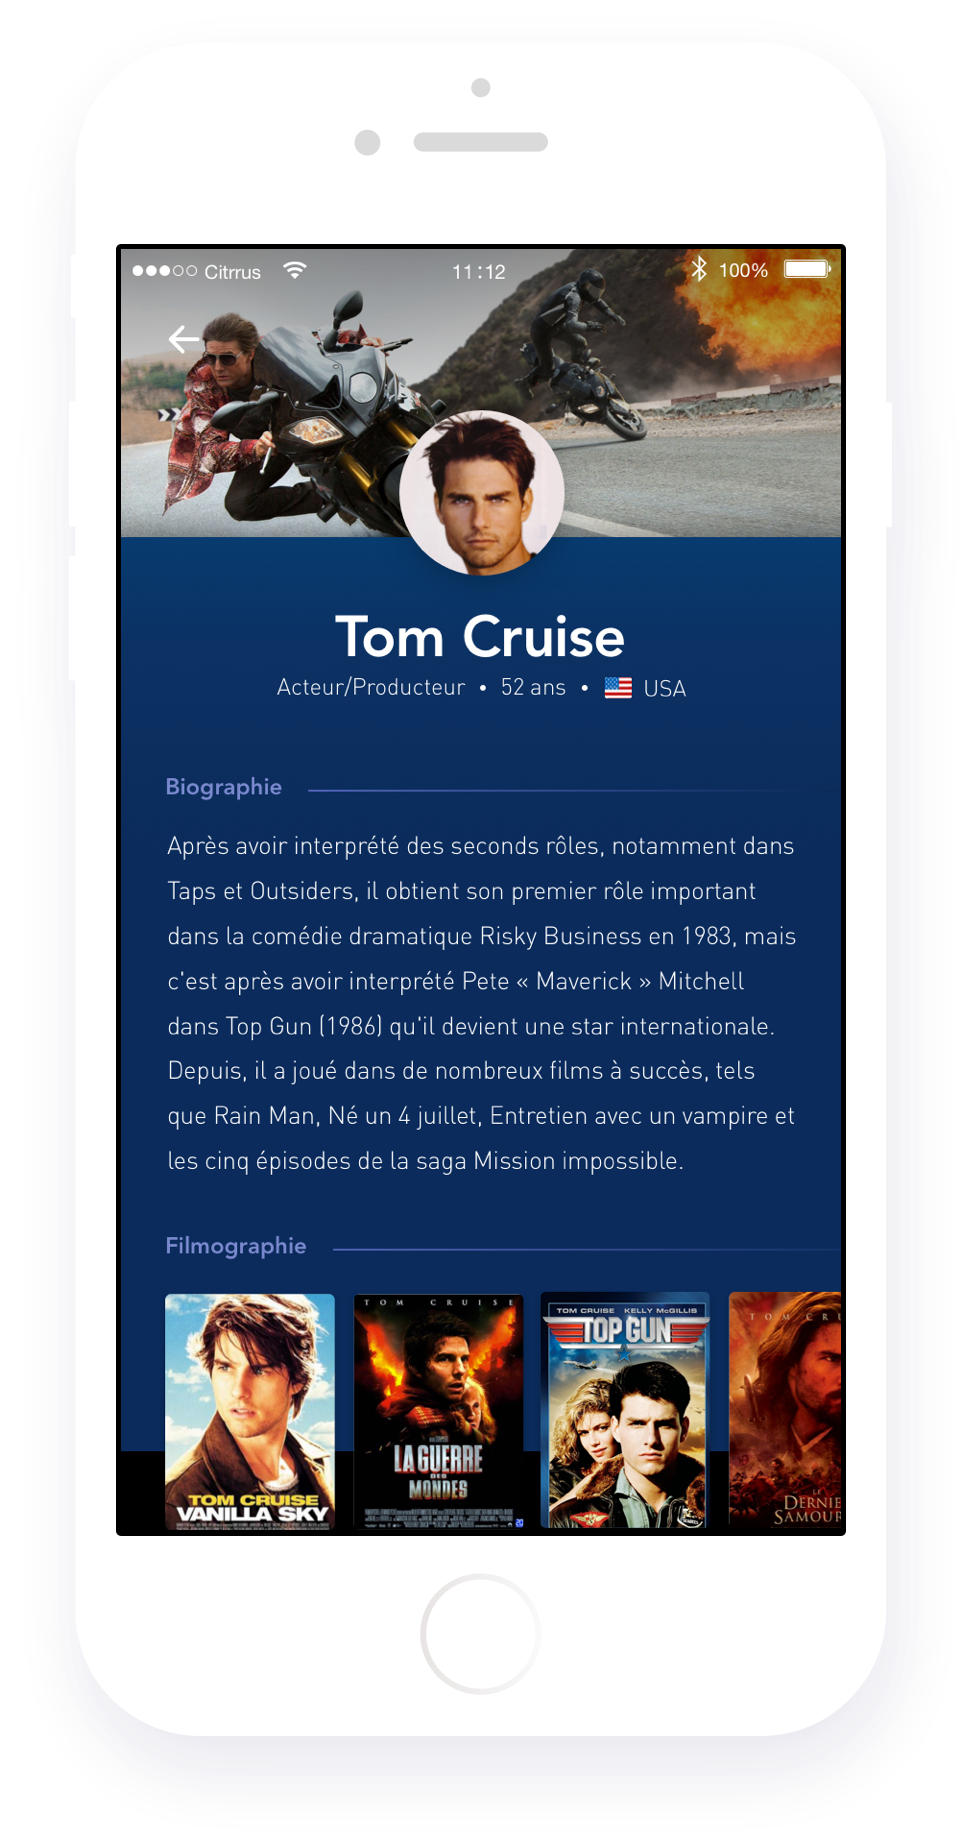 Citrrus
11:12
100%
Tom Cruise
Acteur/Producteur • 52 ans • USA
Biographie
Après avoir interprété des seconds rôles, notamment dans
Taps et Outsiders, il obtient son premier rôle important
dans la comédie dramatique Risky Business en 1983, mais
c'est après avoir interprété Pete « Maverick » Mitchell
dans Top Gun (1986) qu'il devient une star internationale.
Depuis, il a joué dans de nombreux films à succès, tels
que Rain Man, Né un 4 juillet, Entretien avec un vampire et
les cinq épisodes de la saga Mission impossible.
Filmographie
TOM CRUISE
VANILLA SKY
TOM CRUISE
LA GUERRE
DES
MONDES
TOM CRUISE KELLY McGILLIS
TOP GUN
TOM CRU
LE
DERNIE
SAMOUR